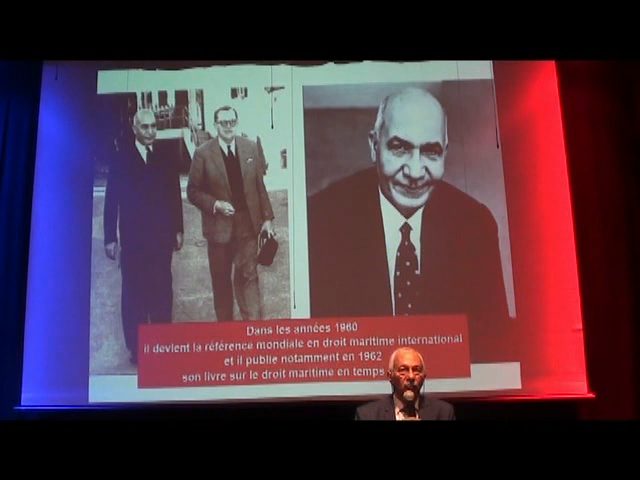 Dans les années 1960
il devient la référence mondiale en droit maritime international
et il publie notamment en 1962
son livre sur le droit maritime en temps